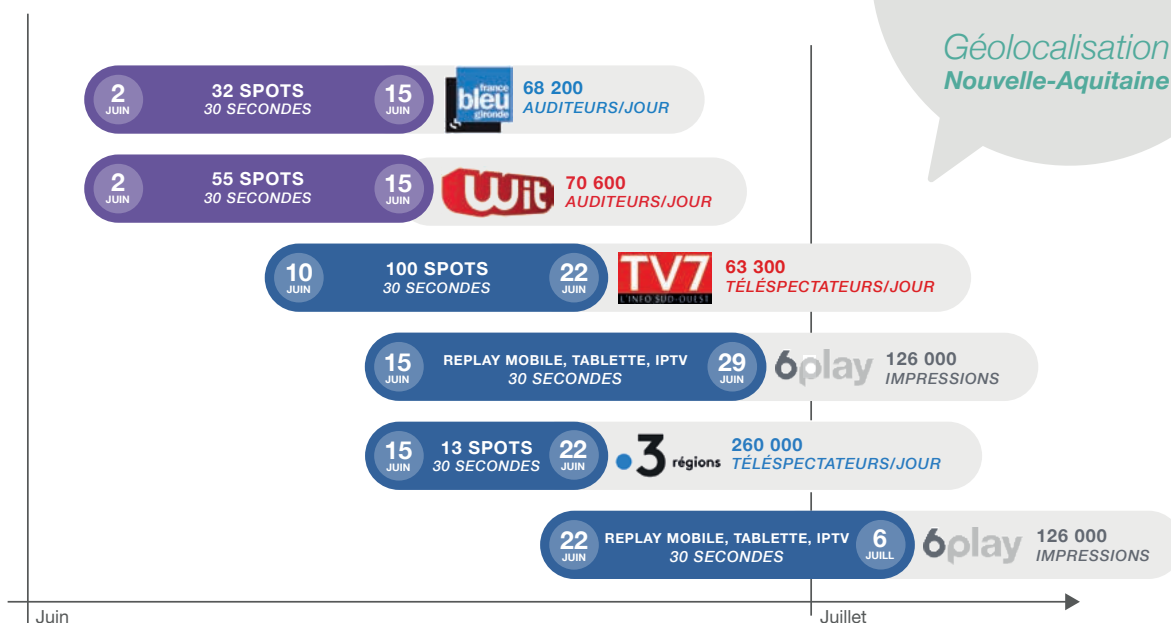 Géolocalisation
Nouvelle-Aquitaine
2
JUIN
32 SPOTS
30 SECONDES
15
JUIN
france
bleu
gironde
68 200
AUDITEURS/JOUR
2
JUIN
55 SPOTS
30 SECONDES
15
JUIN
Wit
70 600
AUDITEURS/JOUR
10
JUIN
100 SPOTS
30 SECONDES
22
JUIN
TV7
L'INFO SUD-OUEST
63 300
TÉLÉSPECTATEURS/JOUR
15
JUIN
REPLAY MOBILE, TABLETTE, IPTV
30 SECONDES
29
JUIN
6play
126 000
IMPRESSIONS
15
JUIN
13 SPOTS
30 SECONDES
22
JUIN
3 régions
260 000
TÉLÉSPECTATEURS/JOUR
22
JUIN
REPLAY MOBILE, TABLETTE, IPTV
30 SECONDES
6
JUILL
6play
126 000
IMPRESSIONS
Juin
Juillet